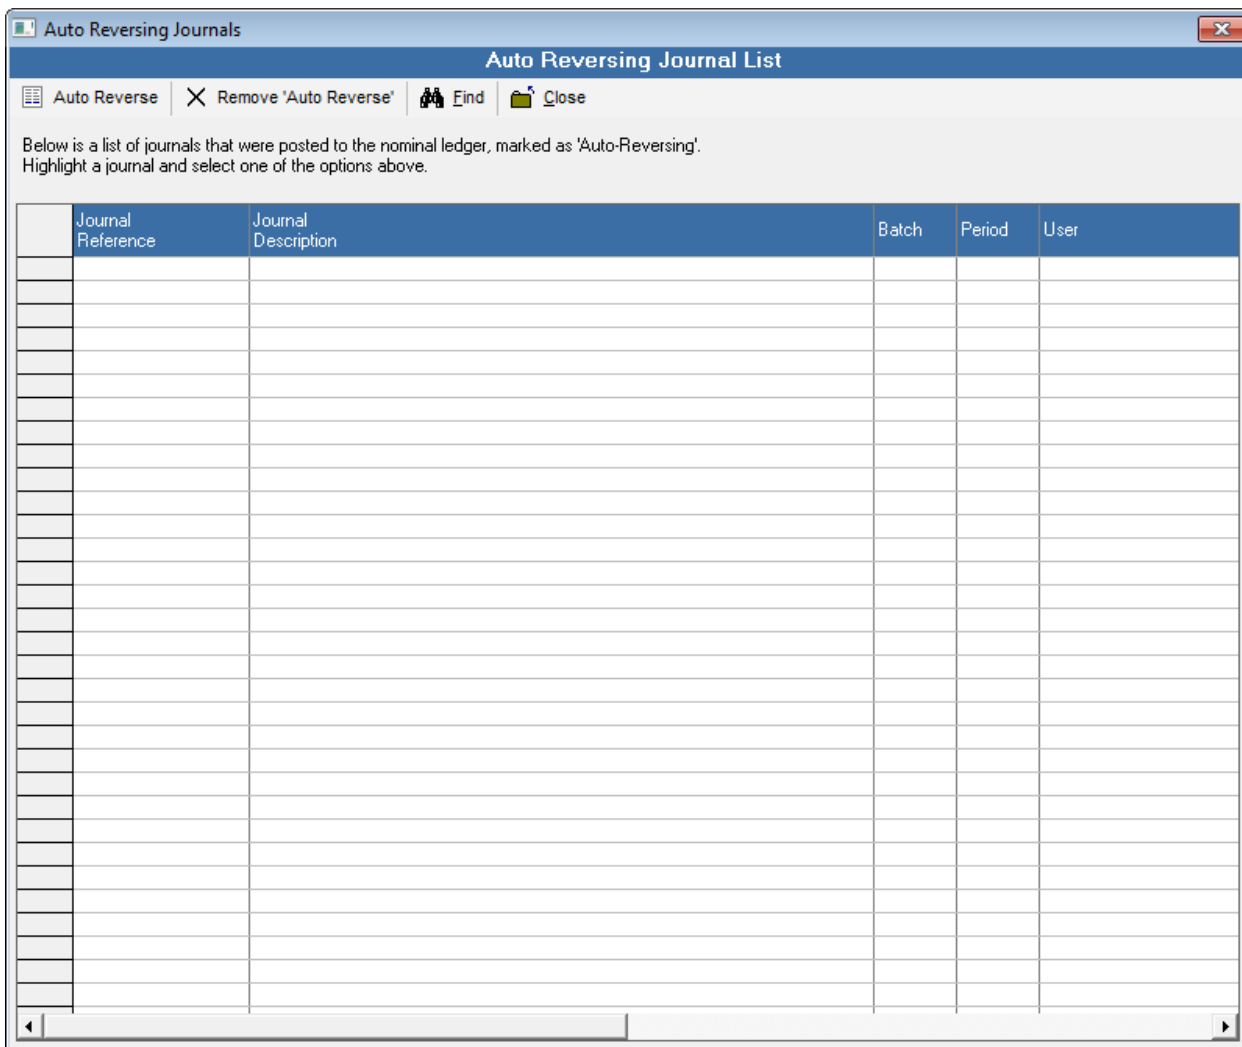 Auto Reversing Journals
Auto Reversing Journal List
Auto Reverse Remove 'Auto Reverse' Find Close
Below is a list of journals that were posted to the nominal ledger, marked as 'Auto-Reversing'.
Highlight a journal and select one of the options above.
Journal Reference Journal Description Batch Period User